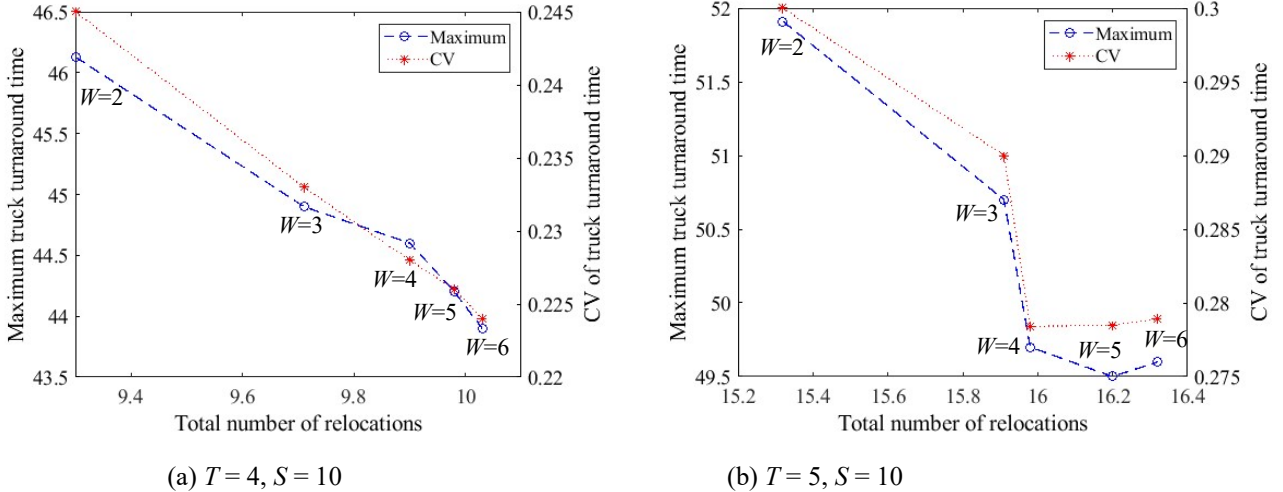 46.5
46
45.5
45
44.5
44
43.5
Maximum truck turnaround time
0.245
0.24
0.235
0.23
0.225
0.22
CV of truck turnaround time
Maximum
CV
W=2
W=3
W=4
W=5
W=6
9.4
9.6
9.8
10
Total number of relocations
(a) T = 4, S = 10
52
51.5
51
50.5
50
49.5
Maximum truck turnaround time
0.3
0.295
0.29
0.285
0.28
0.275
CV of truck turnaround time
Maximum
CV
W=2
W=3
W=4
W=5
W=6
15.2
15.4
15.6
15.8
16
16.2
16.4
Total number of relocations
(b) T = 5, S = 10